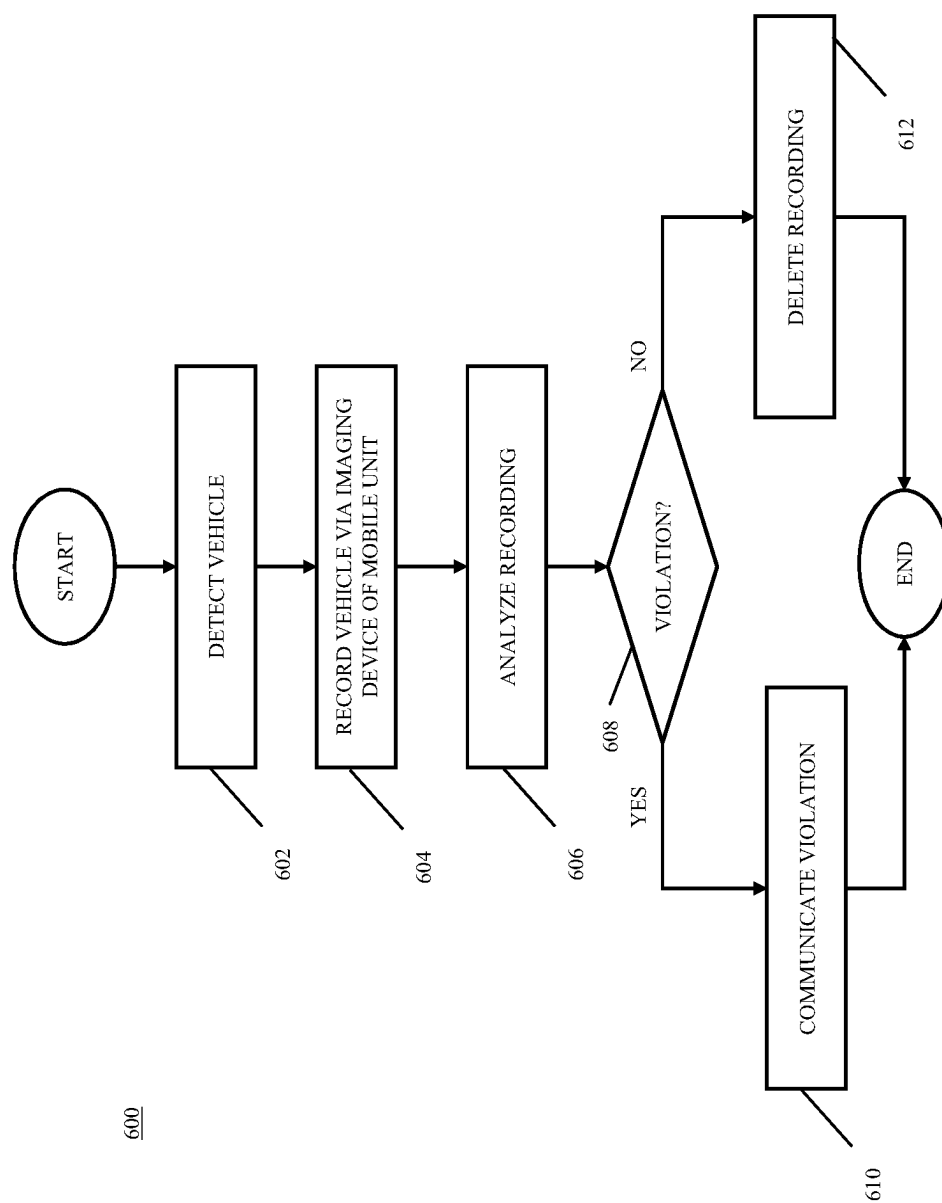 600
START
DETECT VEHICLE
602
RECORD VEHICLE VIA IMAGING
DEVICE OF MOBILE UNIT
604
ANALYZE RECORDING
606
VIOLATION?
608
YES
NO
COMMUNICATE VIOLATION
610
DELETE RECORDING
612
END